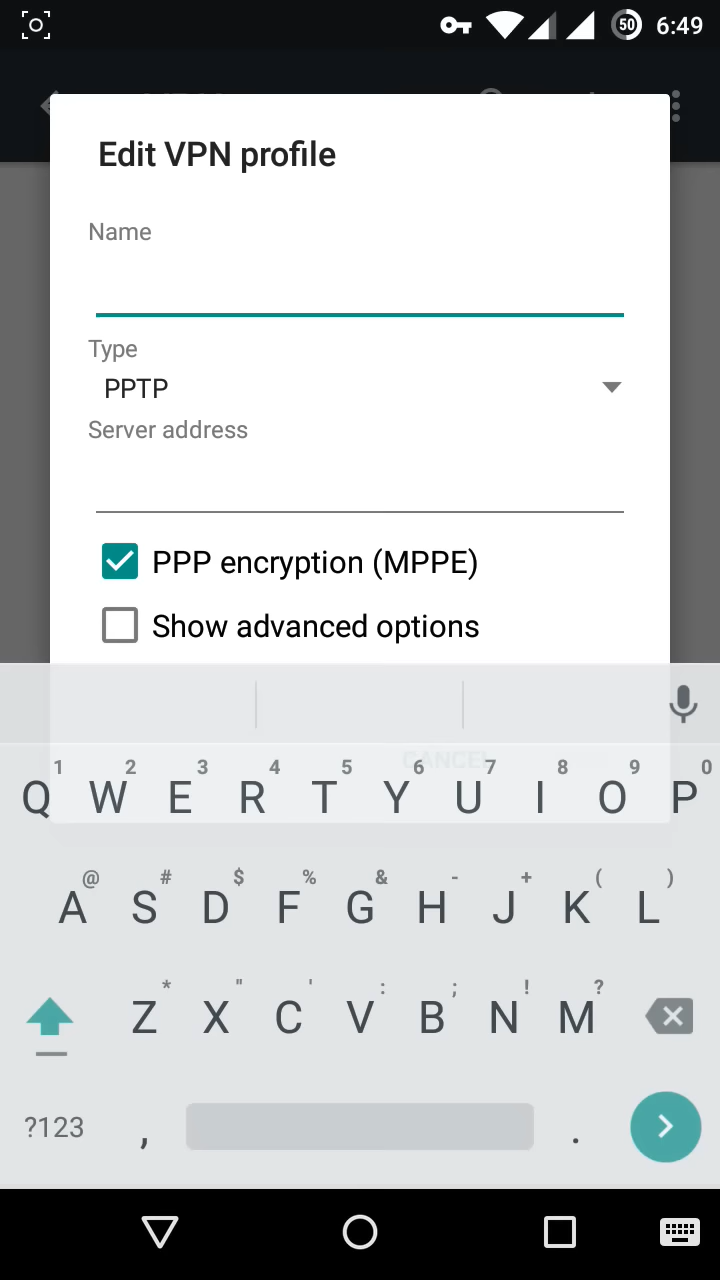 50 6:49
Edit VPN profile
Name
Type
PPTP
Server address
PPP encryption (MPPE)
Show advanced options
CANCEL
1 2 3 4 5 6 7 8 9 0
Q W E R T Y U I O P
@ # $ % & - + ( )
A S D F G H J K L
* " ' : ; ! ?
Z X C V B N M
?123 , .